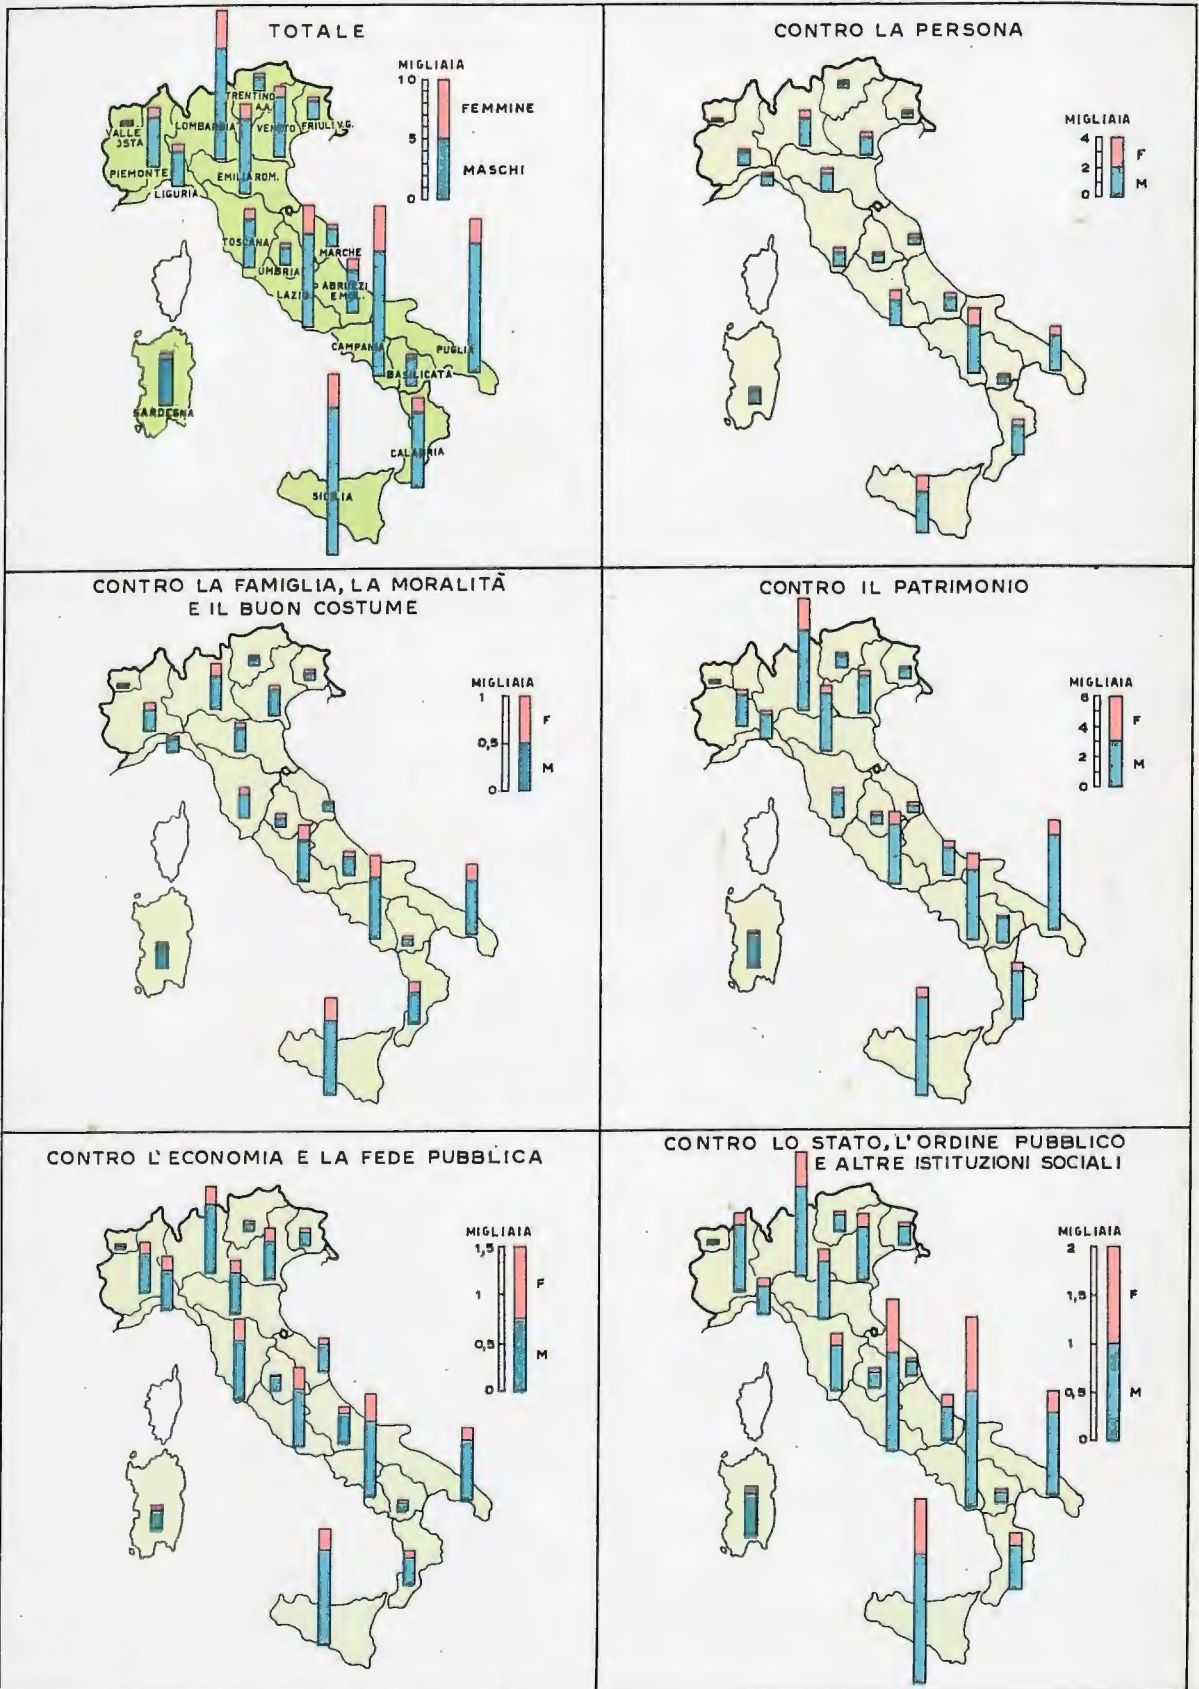 TOTALE
MIGLIAIA
10
5
0
FEMMINE
MASCHI
TRENTINO
A.A.
VALLE
OSTA
LOMBARDIA
VENETO
FRIULI V.G.
PIEMONTE
EMILIA ROM.
LIGURIA
TOSCANA
MARCHE
UMBRIA
ABRUZZI
E MOL.
LAZIO
CAMPANIA
PUGLIA
BASILICATA
SARDEGNA
CALABRIA
SICILIA
CONTRO LA PERSONA
MIGLIAIA
4
2
0
F
M
CONTRO LA FAMIGLIA, LA MORALITÀ
E IL BUON COSTUME
MIGLIAIA
1
0,5
0
F
M
CONTRO IL PATRIMONIO
MIGLIAIA
6
4
2
0
F
M
CONTRO L'ECONOMIA E LA FEDE PUBBLICA
MIGLIAIA
1,5
1
0,5
0
F
M
CONTRO LO STATO, L'ORDINE PUBBLICO
E ALTRE ISTITUZIONI SOCIALI
MIGLIAIA
2
1,5
1
0,5
0
F
M